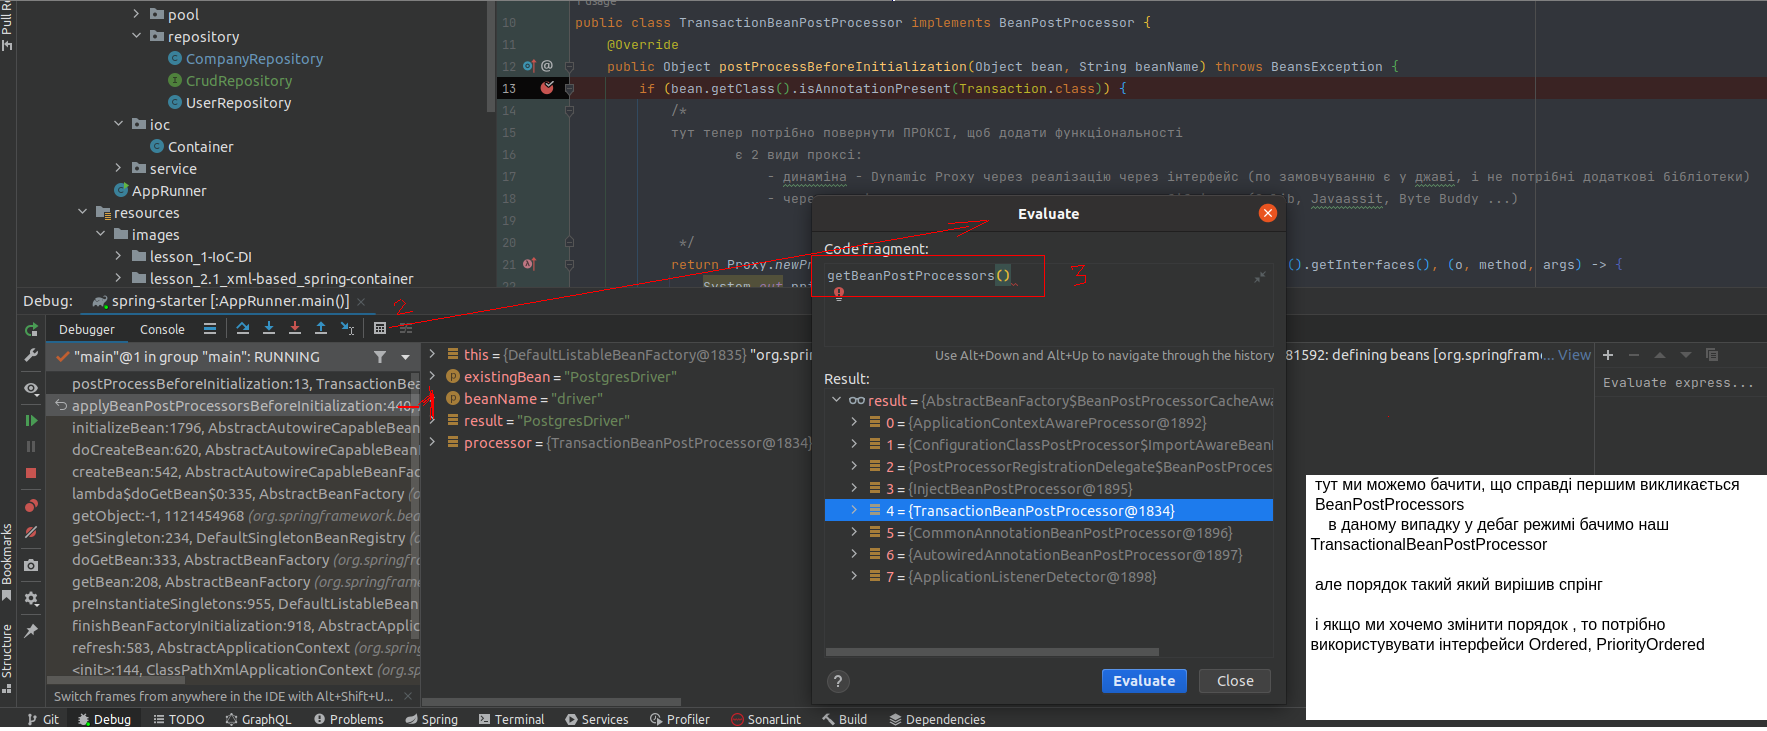 Pull Re
pool
repository
CompanyRepository
CrudRepository
UserRepository
ioc
Container
service
AppRunner
resources
images
lesson_1-IoC-DI
lesson_2.1_xml-based_spring-container
1 usage
10 public class TransactionBeanPostProcessor implements BeanPostProcessor {
11 @Override
12 @ public Object postProcessBeforeInitialization(Object bean, String beanName) throws BeansException {
13 if (bean.getClass().isAnnotationPresent(Transaction.class)) {
14 /*
15 тут тепер потрібно повернути ПРОКСІ, щоб додати функціональності
16 є 2 види проксі:
17 - динаміна - Dynamic Proxy через реалізацію через інтерфейс (по замовчуванню є у джаві, і не потрібні додаткові бібліотеки)
18 - чере Javaassit, Byte Buddy ...)
19
20 */
21 return Proxy.newP ().getInterfaces(), (o, method, args) -> {
22 System.out
Debug: spring-starter [:AppRunner.main()]
Debugger Console
2
"main"@1 in group "main": RUNNING
postProcessBeforeInitialization:13, TransactionBea
applyBeanPostProcessorsBeforeInitialization:440,
initializeBean:1796, AbstractAutowireCapableBean
doCreateBean:620, AbstractAutowireCapableBean
createBean:542, AbstractAutowireCapableBeanFac
lambda$doGetBean$0:335, AbstractBeanFactory (o
getObject:-1, 1121454968 (org.springframework.bea
getSingleton:234, DefaultSingletonBeanRegistry (o
doGetBean:333, AbstractBeanFactory (org.springfr
getBean:208, AbstractBeanFactory (org.springfram
preInstantiateSingletons:955, DefaultListableBean
finishBeanFactoryInitialization:918, AbstractApplic
refresh:583, AbstractApplicationContext (org.sp
<init>:144, ClassPathXmlApplicationContext (org.sp
Switch frames from anywhere in the IDE with Alt+Shift+U...
1
this = {DefaultListableBeanFactory@1835} "org.sprin
81592: defining beans [org.springframe... View
existingBean = "PostgresDriver"
beanName = "driver"
result = "PostgresDriver"
processor = {TransactionBeanPostProcessor@1834}
Evaluate express...
Evaluate
Code fragment:
getBeanPostProcessors()
3
Use Alt+Down and Alt+Up to navigate through the history
Result:
result = {AbstractBeanFactory$BeanPostProcessorCacheAwa
0 = {ApplicationContextAwareProcessor@1892}
1 = {ConfigurationClassPostProcessor$ImportAwareBeanP
2 = {PostProcessorRegistrationDelegate$BeanPostProces
3 = {InjectBeanPostProcessor@1895}
4 = {TransactionBeanPostProcessor@1834}
5 = {CommonAnnotationBeanPostProcessor@1896}
6 = {AutowiredAnnotationBeanPostProcessor@1897}
7 = {ApplicationListenerDetector@1898}
? Evaluate Close
тут ми можемо бачити, що справді першим викликається
BeanPostProcessors
в даному випадку у дебаг режимі бачимо наш
TransactionalBeanPostProcessor
але порядок такий який вирішив спрінг
і якщо ми хочемо змінити порядок , то потрібно
використувувати інтерфейси Ordered, PriorityOrdered
Bookmarks
Structure
Git Debug TODO GraphQL Problems Spring Terminal Services Profiler SonarLint Build Dependencies